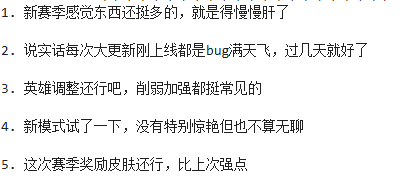 1. 新赛季感觉东西还挺多的，就是得慢慢肝了
2. 说实话每次大更新刚上线都是bug满天飞，过几天就好了
3. 英雄调整还行吧，削弱加强都挺常见的
4. 新模式试了一下，没有特别惊艳但也不算无聊
5. 这次赛季奖励皮肤还行，比上次强点